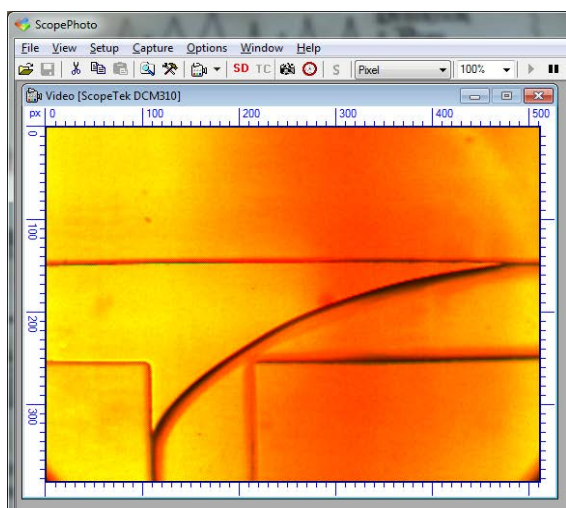 ScopePhoto
File View Setup Capture Options Window Help
SD TC S Pixel 100%
Video [ScopeTek DCM310]
px 0 100 200 300 400 500
0
100
200
300